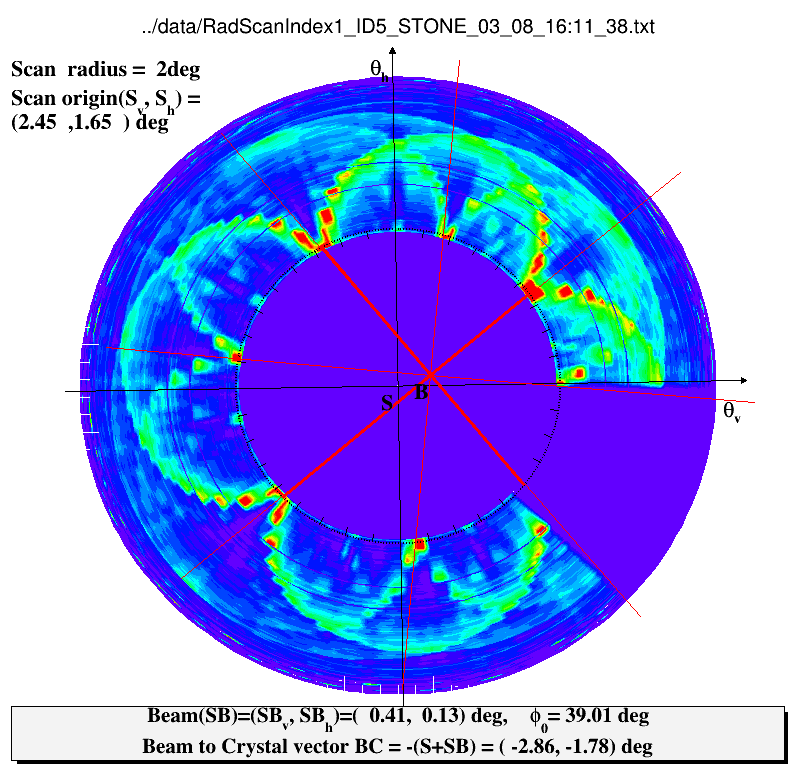 ../data/RadScanIndex1_ID5_STONE_03_08_16:11_38.txt
Scan radius = 2deg
Scan origin(S_v, S_h) =
(2.45 ,1.65 ) deg
θ_h
S B
θ_v
Beam(SB)=(SB_v, SB_h)=( 0.41, 0.13) deg, ϕ_0= 39.01 deg
Beam to Crystal vector BC = -(S+SB) = ( -2.86, -1.78) deg